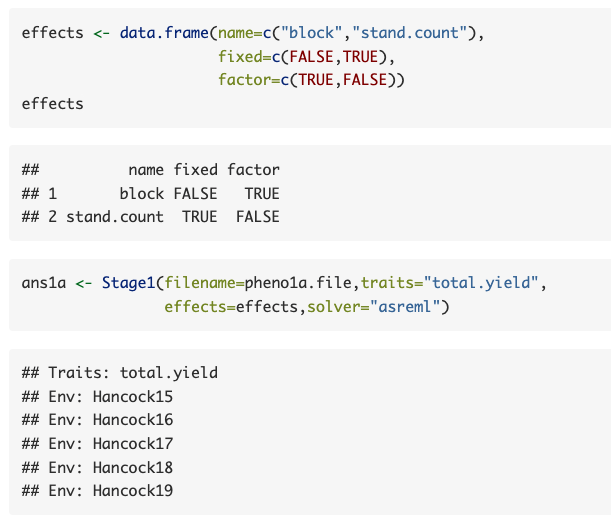 effects <- data.frame(name=c("block","stand.count"),
                      fixed=c(FALSE,TRUE),
                      factor=c(TRUE,FALSE))
effects
##          name fixed factor
## 1       block FALSE   TRUE
## 2 stand.count  TRUE  FALSE
ans1a <- Stage1(filename=pheno1a.file,traits="total.yield",
                effects=effects,solver="asreml")
## Traits: total.yield
## Env: Hancock15
## Env: Hancock16
## Env: Hancock17
## Env: Hancock18
## Env: Hancock19